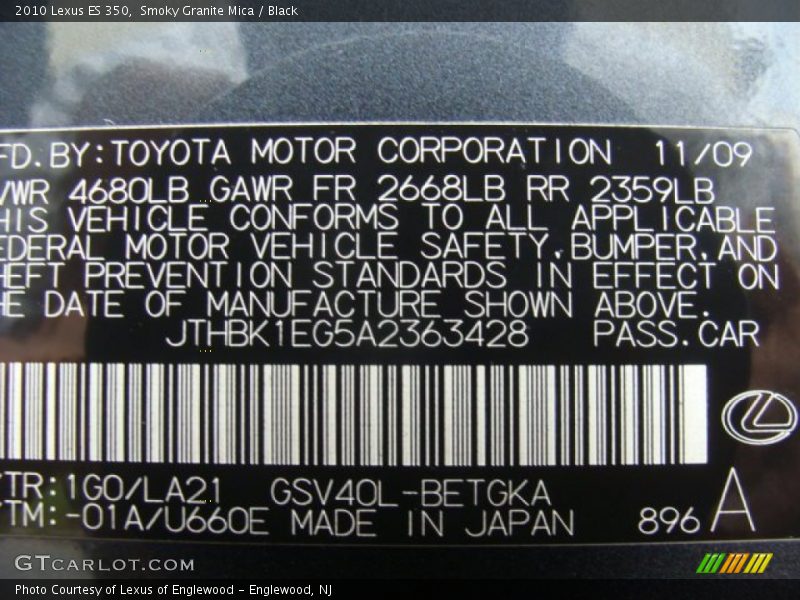 2010 Lexus ES 350, Smoky Granite Mica / Black
FD.BY:TOYOTA MOTOR CORPORATION 11/09
VWR 4680LB GAWR FR 2668LB RR 2359LB
HIS VEHICLE CONFORMS TO ALL APPLICABLE
EDERAL MOTOR VEHICLE SAFETY,BUMPER,AND
HEFT PREVENTION STANDARDS IN EFFECT ON
HE DATE OF MANUFACTURE SHOWN ABOVE.
JTHBK1EG5A2363428 PASS.CAR
TR:1G0/LA21 GSV40L-BETGKA
TM:-01A/U660E MADE IN JAPAN 896 A
GTCARLOT.COM
Photo Courtesy of Lexus of Englewood - Englewood, NJ